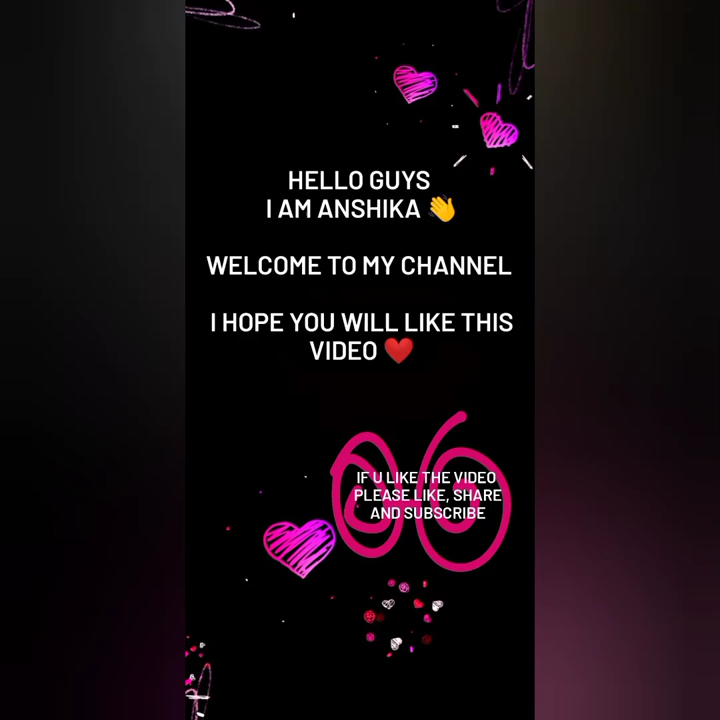 HELLO GUYS
I AM ANSHIKA 👋
WELCOME TO MY CHANNEL
I HOPE YOU WILL LIKE THIS
VIDEO ❤️
IF U LIKE THE VIDEO
PLEASE LIKE, SHARE
AND SUBSCRIBE